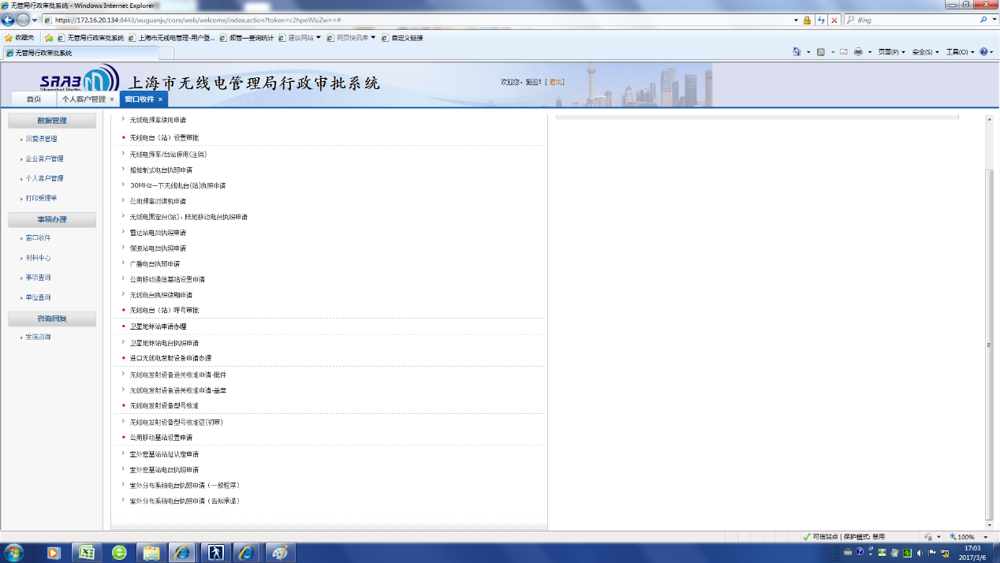 无管局行政审批系统 - Windows Internet Explorer
https://172.16.20.134:8443/wuguanju/core/web/welcome/index.action?token=c2hpeWluZw==#
Bing
收藏夹 无管局行政审批系统 上海市无线电管理-用户登... 频管一查询统计 建议网站 网页快讯库 自定义链接
无管局行政审批系统
页面(P) 安全(S) 工具(O)
SRAB
Shanghai Radio
上海市无线电管理局行政审批系统
欢迎您，施迎！[ 退出]
首页 个人客户管理 × 窗口收件 ×
数据管理
回复语管理
企业客户管理
个人客户管理
打印受理单
事项办理
窗口收件
材料中心
事项查询
单位查询
咨询回复
发信咨询
无线电频率续用申请
无线电台（站）设置审批
无线电频率/台站停用(注销)
船舶制式电台执照申请
30MHz一下无线电台(站)执照申请
公用频率对讲机申请
无线电固定台(站)、陆地移动电台执照申请
雷达站电台执照申请
微波站电台执照申请
广播电台执照申请
公用移动通信基站设置申请
无线电台执照续期申请
无线电台（站）呼号审批
卫星地球站申请办理
卫星地球站电台执照申请
进口无线电发射设备申请办理
无线电发射设备进关核准申请-批件
无线电发射设备进关核准申请-盖章
无线电发射设备型号核准
无线电发射设备型号核准证(初审)
公用移动基站设置申请
室外宏基站站址认定申请
室外宏基站电台执照申请
室外分布系统电台执照申请（一般程序）
室外分布系统电台执照申请（告知承诺）
可信站点 | 保护模式: 禁用
100%
17:03
2017/3/6